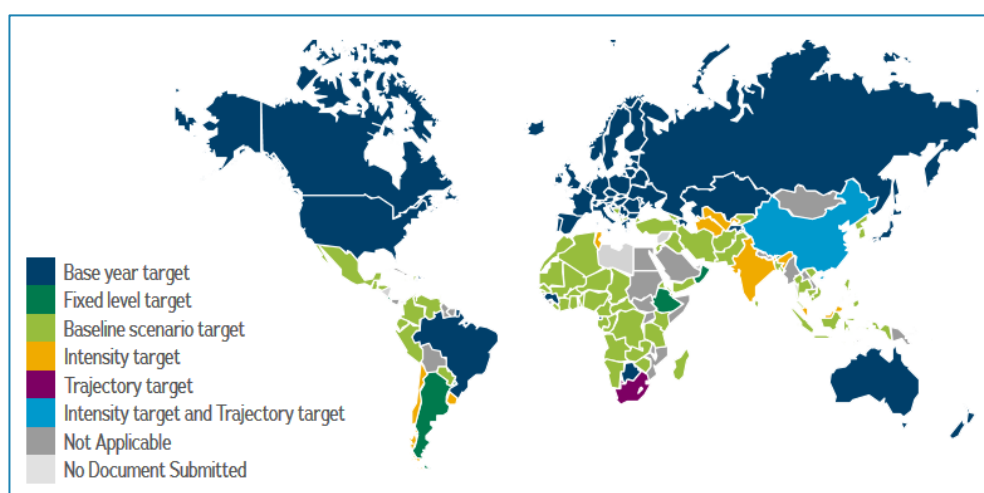 Base year target
Fixed level target
Baseline scenario target
Intensity target
Trajectory target
Intensity target and Trajectory target
Not Applicable
No Document Submitted